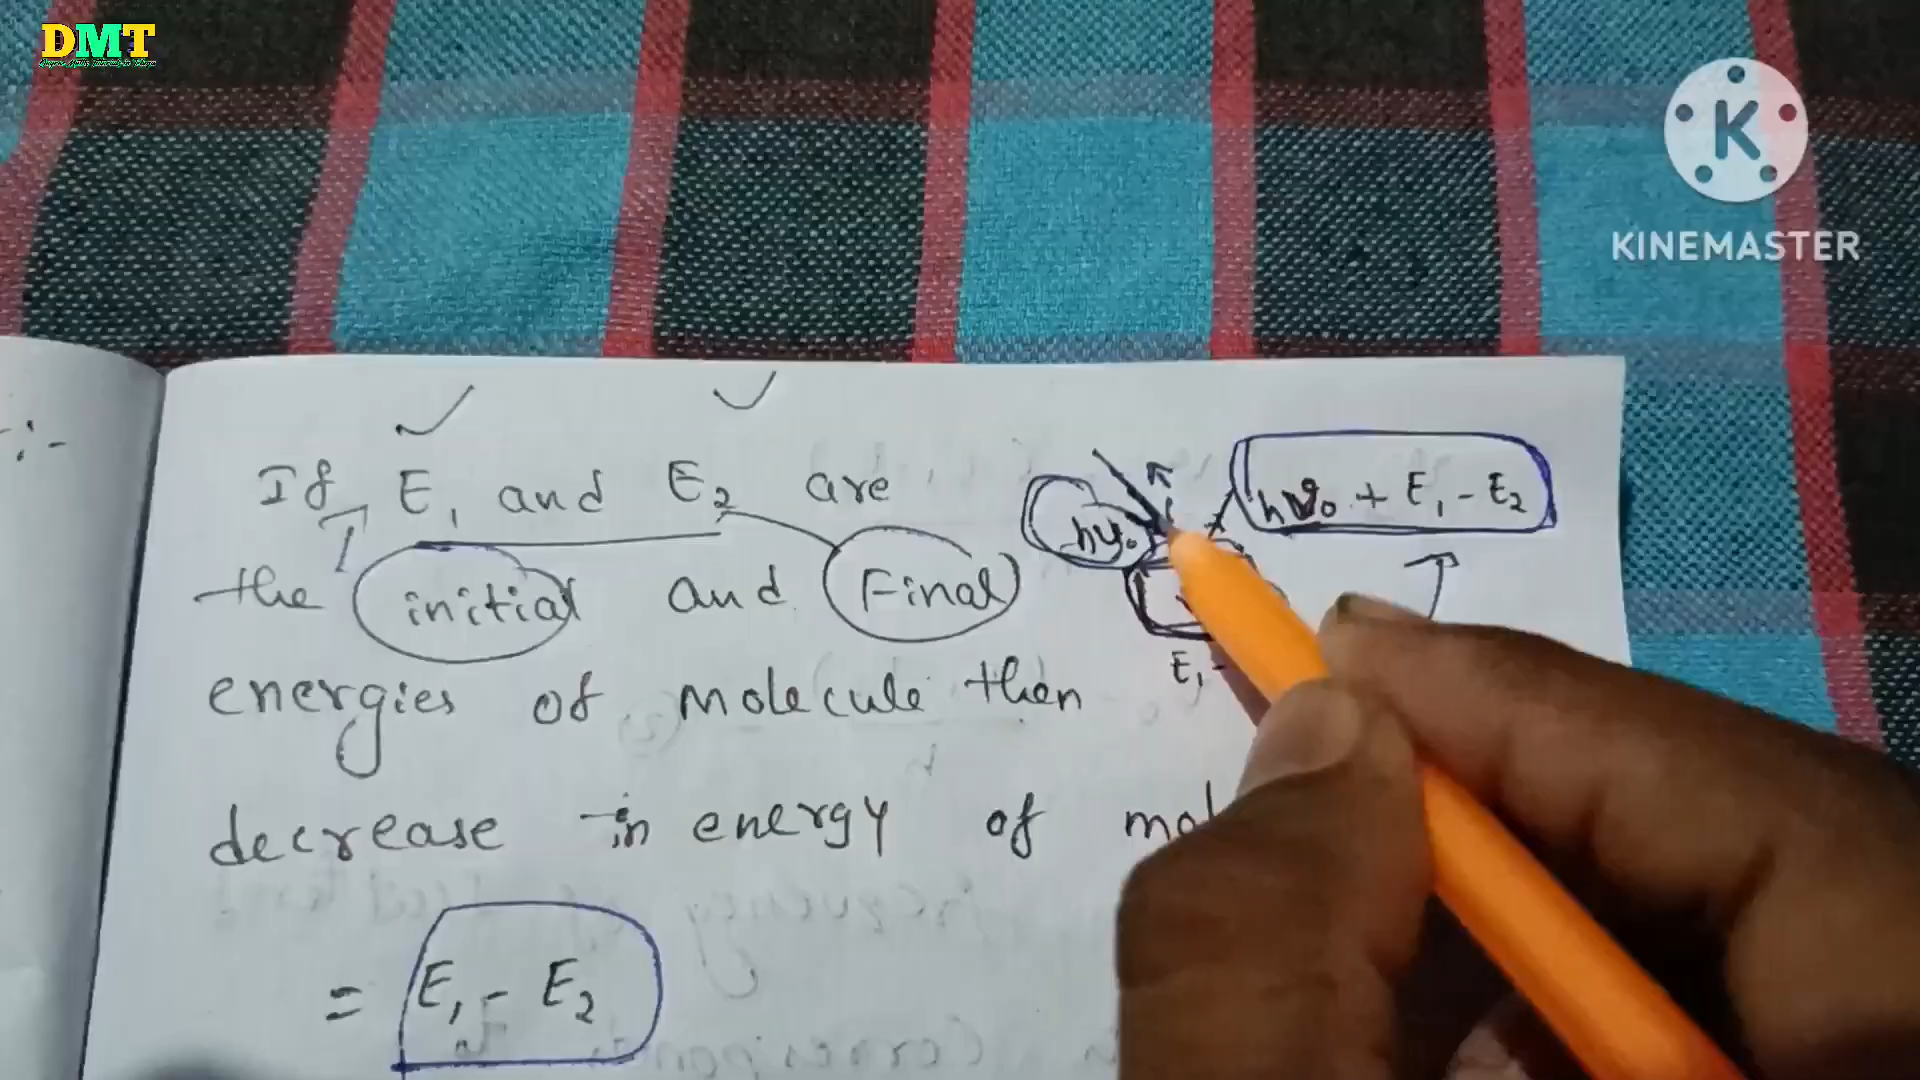 DMT
K
KINEMASTER
If E₁ and E₂ are
the initial and Final
energies of molecule then
decrease in energy of
= E₁ - E₂
hν₀
hν₀ + E₁ - E₂
E₁ -